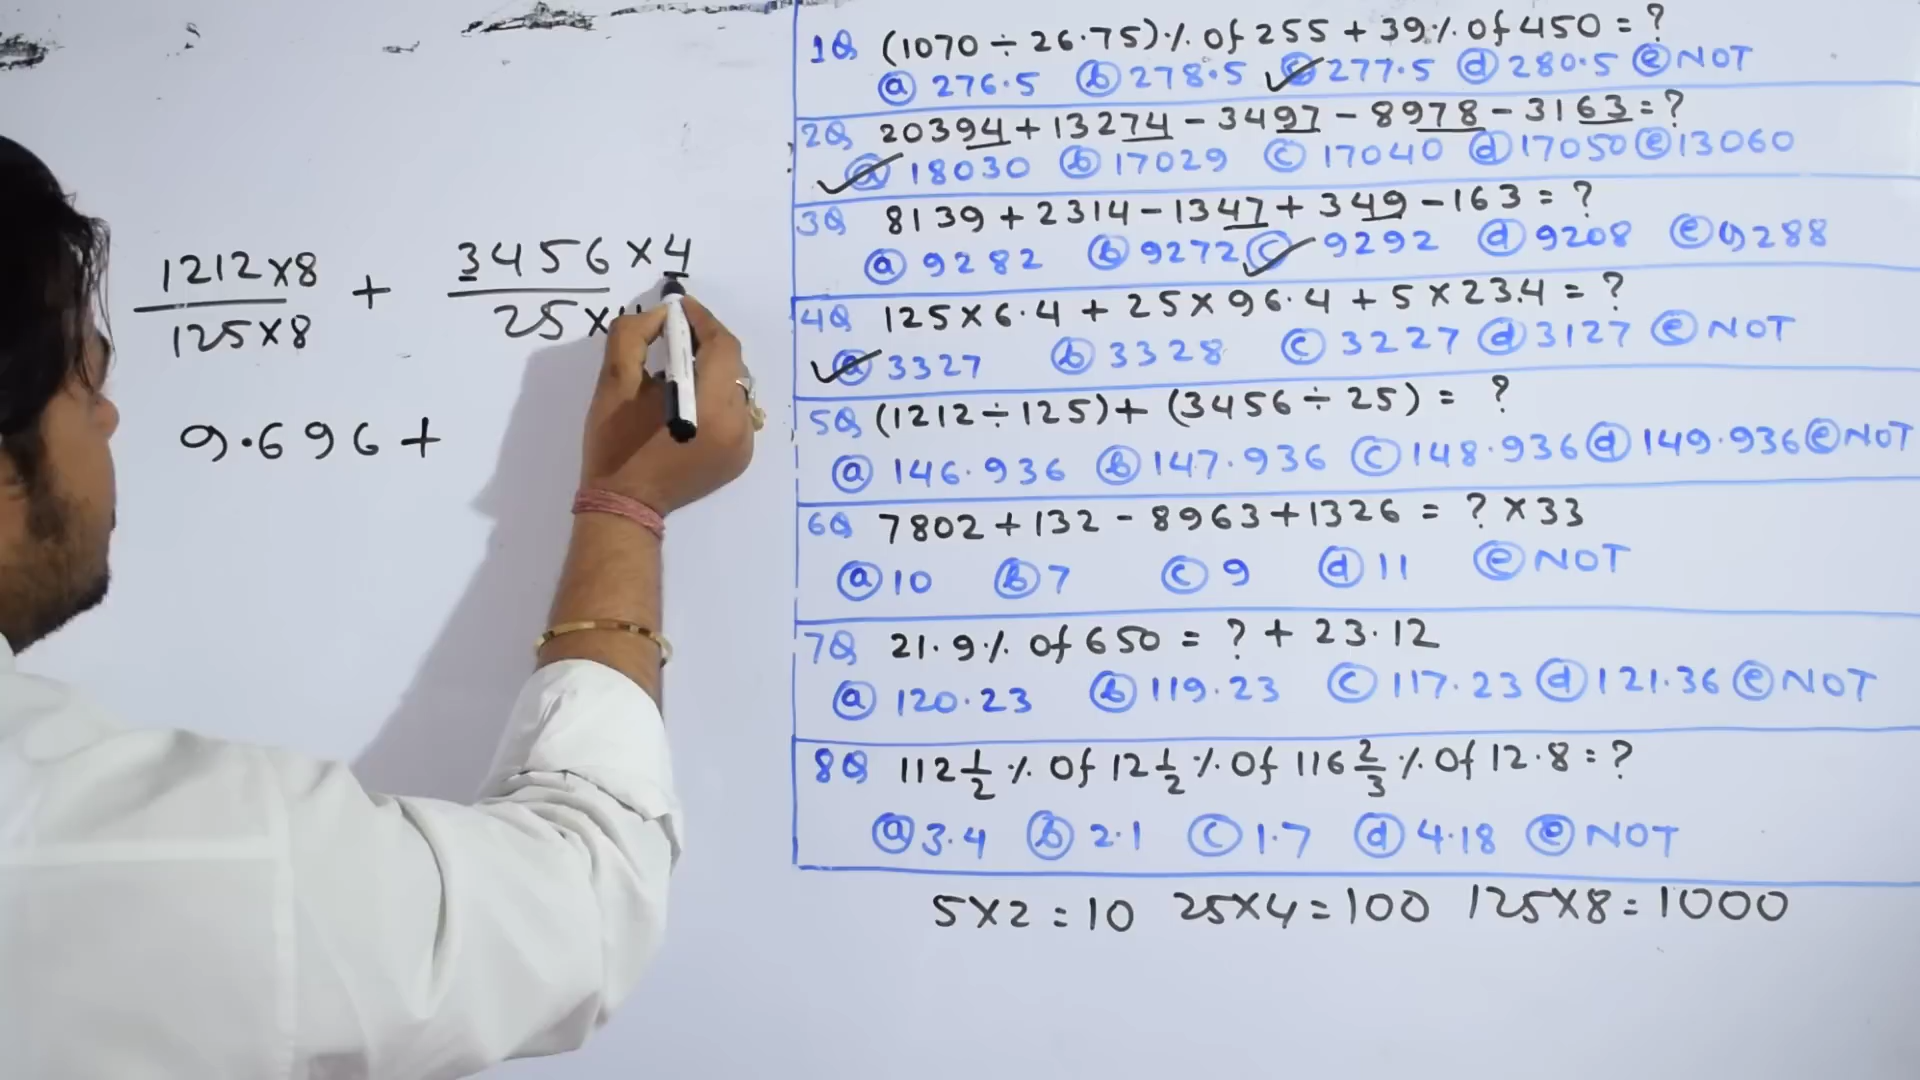 1212×8 + 3456×4
125×8 25×
9.696 +
1Q (1070 ÷ 26.75)% of 255 + 39% of 450 = ?
ⓐ 276.5 ⓑ 278.5 ⓒ 277.5 ⓓ 280.5 ⓔ NOT
2Q 20394 + 13274 - 3497 - 8978 - 3163 = ?
ⓐ 18030 ⓑ 17029 ⓒ 17040 ⓓ 17050 ⓔ 13060
3Q 8139 + 2314 - 1347 + 349 - 163 = ?
ⓐ 9282 ⓑ 9272 ⓒ 9292 ⓓ 9208 ⓔ 9288
4Q 125 × 6.4 + 25 × 96.4 + 5 × 23.4 = ?
ⓐ 3327 ⓑ 3328 ⓒ 3227 ⓓ 3127 ⓔ NOT
5Q (1212 ÷ 125) + (3456 ÷ 25) = ?
ⓐ 146.936 ⓑ 147.936 ⓒ 148.936 ⓓ 149.936 ⓔ NOT
6Q 7802 + 132 - 8963 + 1326 = ? × 33
ⓐ 10 ⓑ 7 ⓒ 9 ⓓ 11 ⓔ NOT
7Q 21.9% of 650 = ? + 23.12
ⓐ 120.23 ⓑ 119.23 ⓒ 117.23 ⓓ 121.36 ⓔ NOT
8Q 112 1/2 % of 12 1/2 % of 116 2/3 % of 12.8 = ?
ⓐ 3.4 ⓑ 2.1 ⓒ 1.7 ⓓ 4.18 ⓔ NOT
5×2 = 10 25×4 = 100 125×8 = 1000